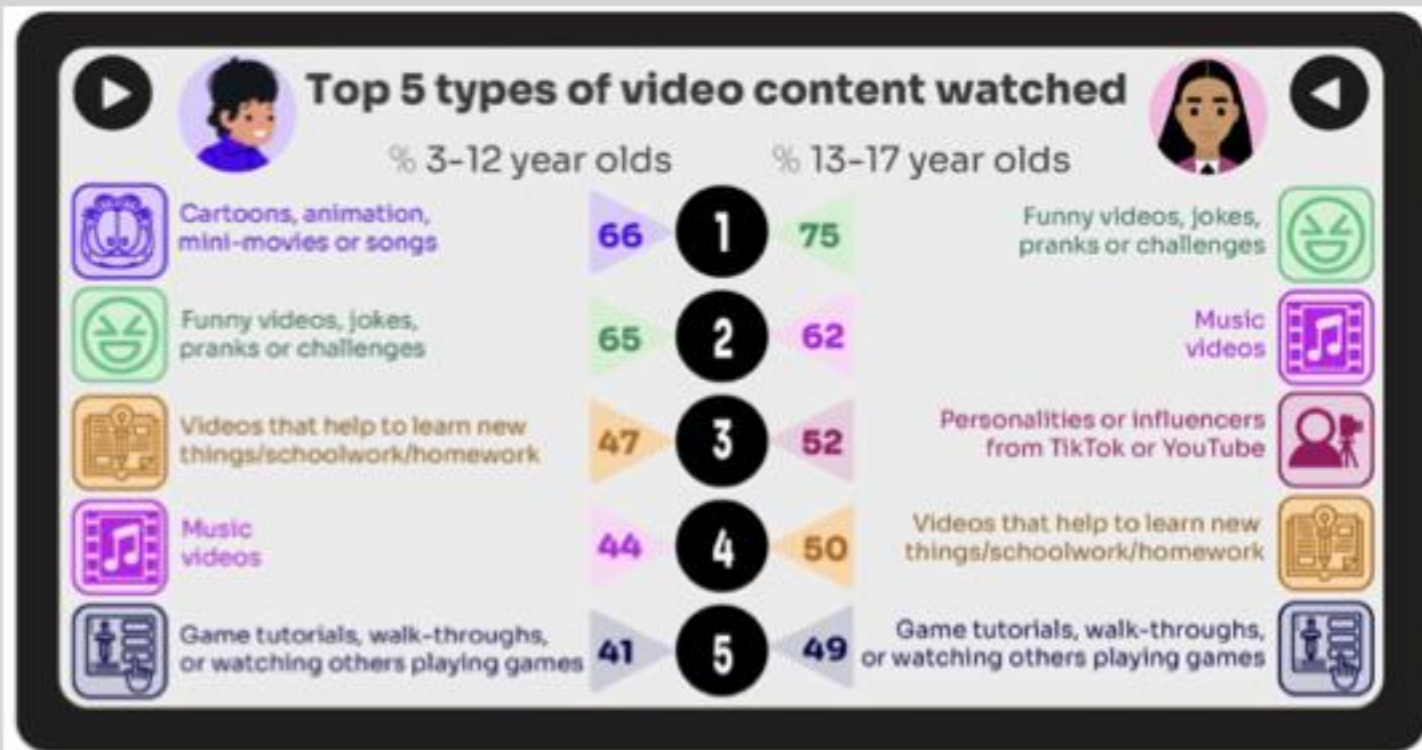 Top 5 types of video content watched
% 3-12 year olds
% 13-17 year olds
Cartoons, animation,
mini-movies or songs
66
1
75
Funny videos, jokes,
pranks or challenges
Funny videos, jokes,
pranks or challenges
65
2
62
Music
videos
Videos that help to learn new
things/schoolwork/homework
47
3
52
Personalities or influencers
from TikTok or YouTube
Music
videos
44
4
50
Videos that help to learn new
things/schoolwork/homework
Game tutorials, walk-throughs,
or watching others playing games
41
5
49
Game tutorials, walk-throughs,
or watching others playing games